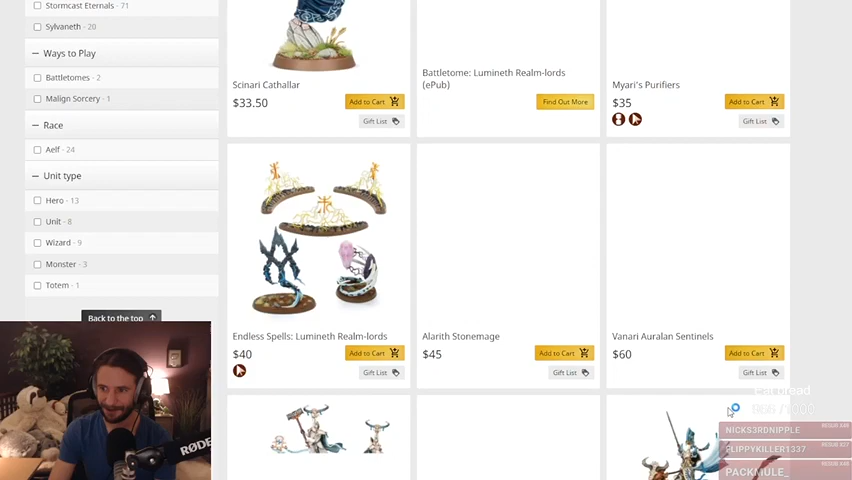 Stormcast Eternals - 71
Sylvaneth - 20
Ways to Play
Battletomes - 2
Malign Sorcery - 1
Race
Aelf - 24
Unit type
Hero - 13
Unit - 8
Wizard - 9
Monster - 3
Totem - 1
Back to the top
Scinari Cathallar
$33.50
Add to Cart
Gift List
Battletome: Lumineth Realm-lords
(ePub)
Find Out More
Myari's Purifiers
$35
Add to Cart
Gift List
Endless Spells: Lumineth Realm-lords
$40
Add to Cart
Gift List
Alarith Stonemage
$45
Add to Cart
Gift List
Vanari Auralan Sentinels
$60
Add to Cart
Gift List
Eat bread
NICKS3RDNIPPLE
FLIPPYKILLER1337
PACKMULE_
RØDE